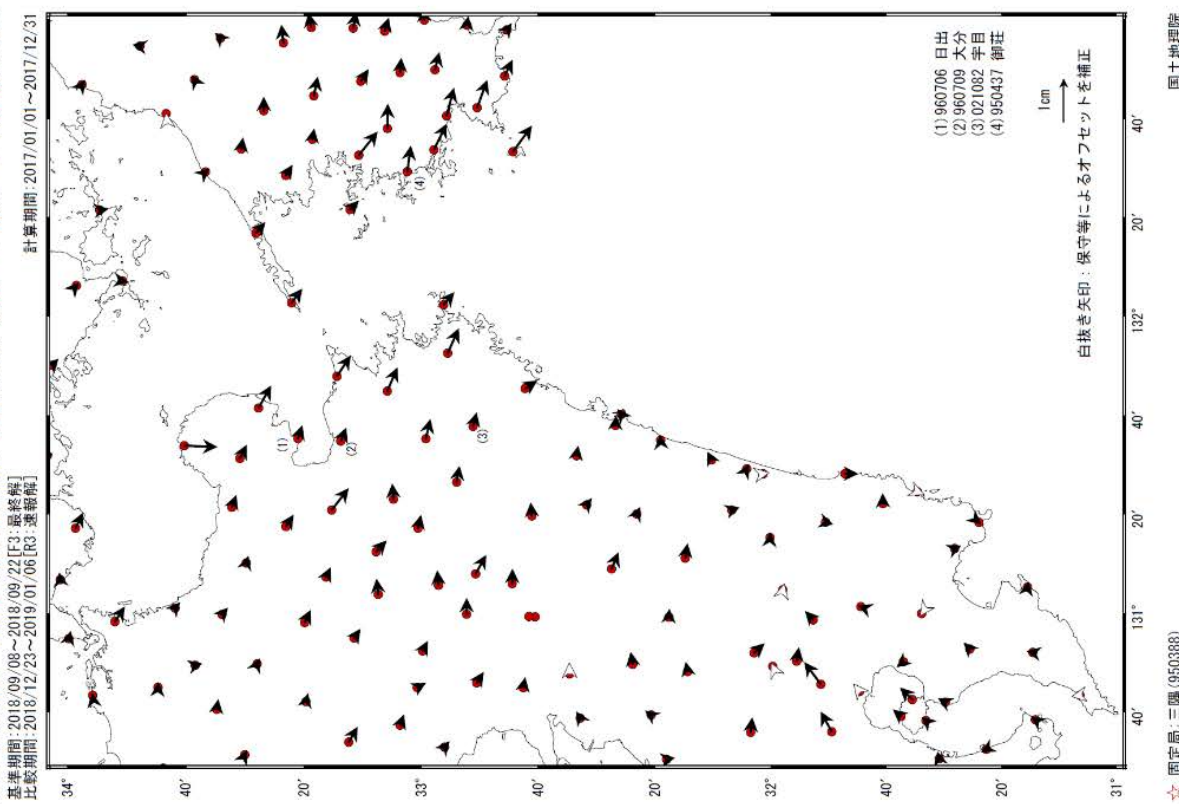 基準期間:2018/09/08~2018/09/22[F3:最終解]
比較期間:2018/12/23~2019/01/06[R3:速報解]
計算期間:2017/01/01~2017/12/31
34°
40′
20′
33°
40′
20′
32°
40′
20′
31°
40′
131°
20′
40′
132°
20′
40′
(1)
(2)
(3)
(4)
(1)960706 日出
(2)960709 大分
(3)021082 宇目
(4)950437 御荘
1cm
白抜き矢印:保守等によるオフセットを補正
☆ 固定局:三隅(950388)
国土地理院